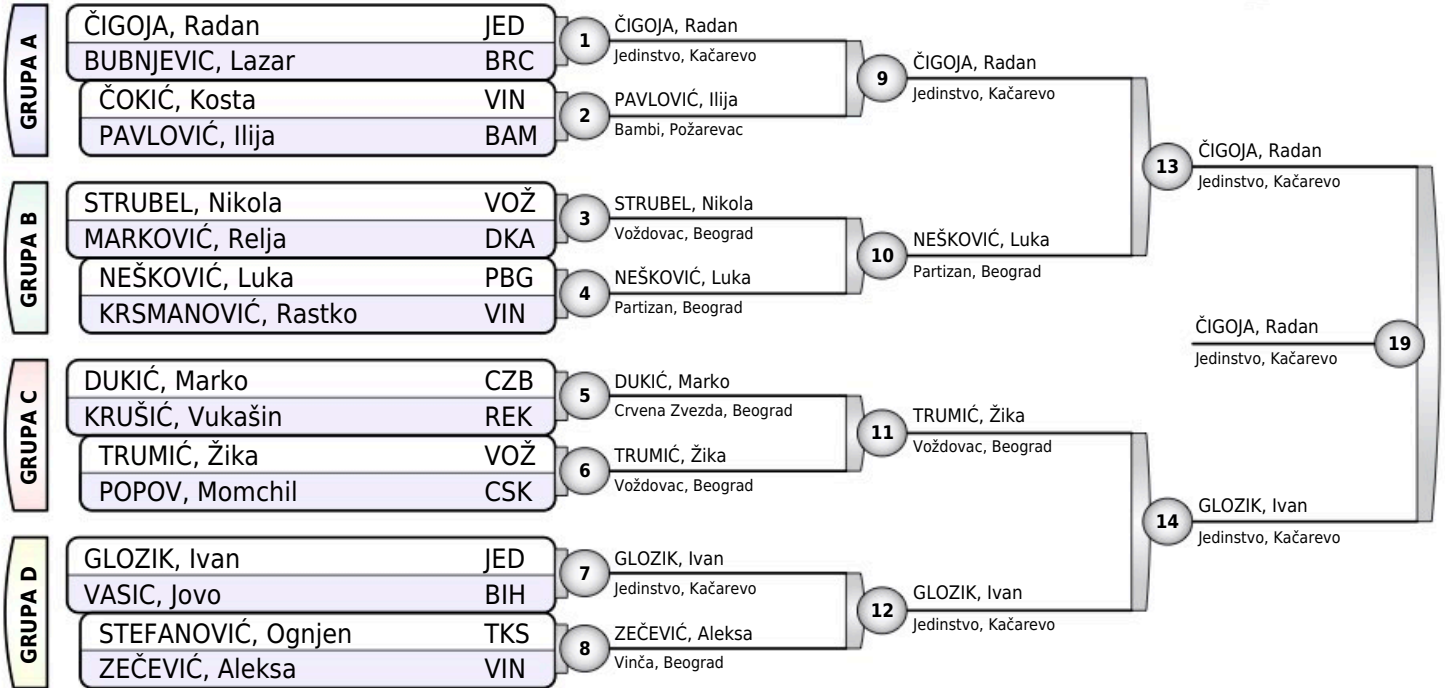 GRUPA A
ČIGOJA, Radan JED
BUBNJEVIC, Lazar BRC
ČOKIĆ, Kosta VIN
PAVLOVIĆ, Ilija BAM
GRUPA B
STRUBEL, Nikola VOŽ
MARKOVIĆ, Relja DKA
NEŠKOVIĆ, Luka PBG
KRSMANOVIĆ, Rastko VIN
GRUPA C
DUKIĆ, Marko CZB
KRUŠIĆ, Vukašin REK
TRUMIĆ, Žika VOŽ
POPOV, Momchil CSK
GRUPA D
GLOZIK, Ivan JED
VASIC, Jovo BIH
STEFANOVIĆ, Ognjen TKS
ZEČEVIĆ, Aleksa VIN
1 ČIGOJA, Radan
Jedinstvo, Kačarevo
2 PAVLOVIĆ, Ilija
Bambi, Požarevac
3 STRUBEL, Nikola
Voždovac, Beograd
4 NEŠKOVIĆ, Luka
Partizan, Beograd
5 DUKIĆ, Marko
Crvena Zvezda, Beograd
6 TRUMIĆ, Žika
Voždovac, Beograd
7 GLOZIK, Ivan
Jedinstvo, Kačarevo
8 ZEČEVIĆ, Aleksa
Vinča, Beograd
9 ČIGOJA, Radan
Jedinstvo, Kačarevo
10 NEŠKOVIĆ, Luka
Partizan, Beograd
11 TRUMIĆ, Žika
Voždovac, Beograd
12 GLOZIK, Ivan
Jedinstvo, Kačarevo
13 ČIGOJA, Radan
Jedinstvo, Kačarevo
14 GLOZIK, Ivan
Jedinstvo, Kačarevo
ČIGOJA, Radan 19
Jedinstvo, Kačarevo